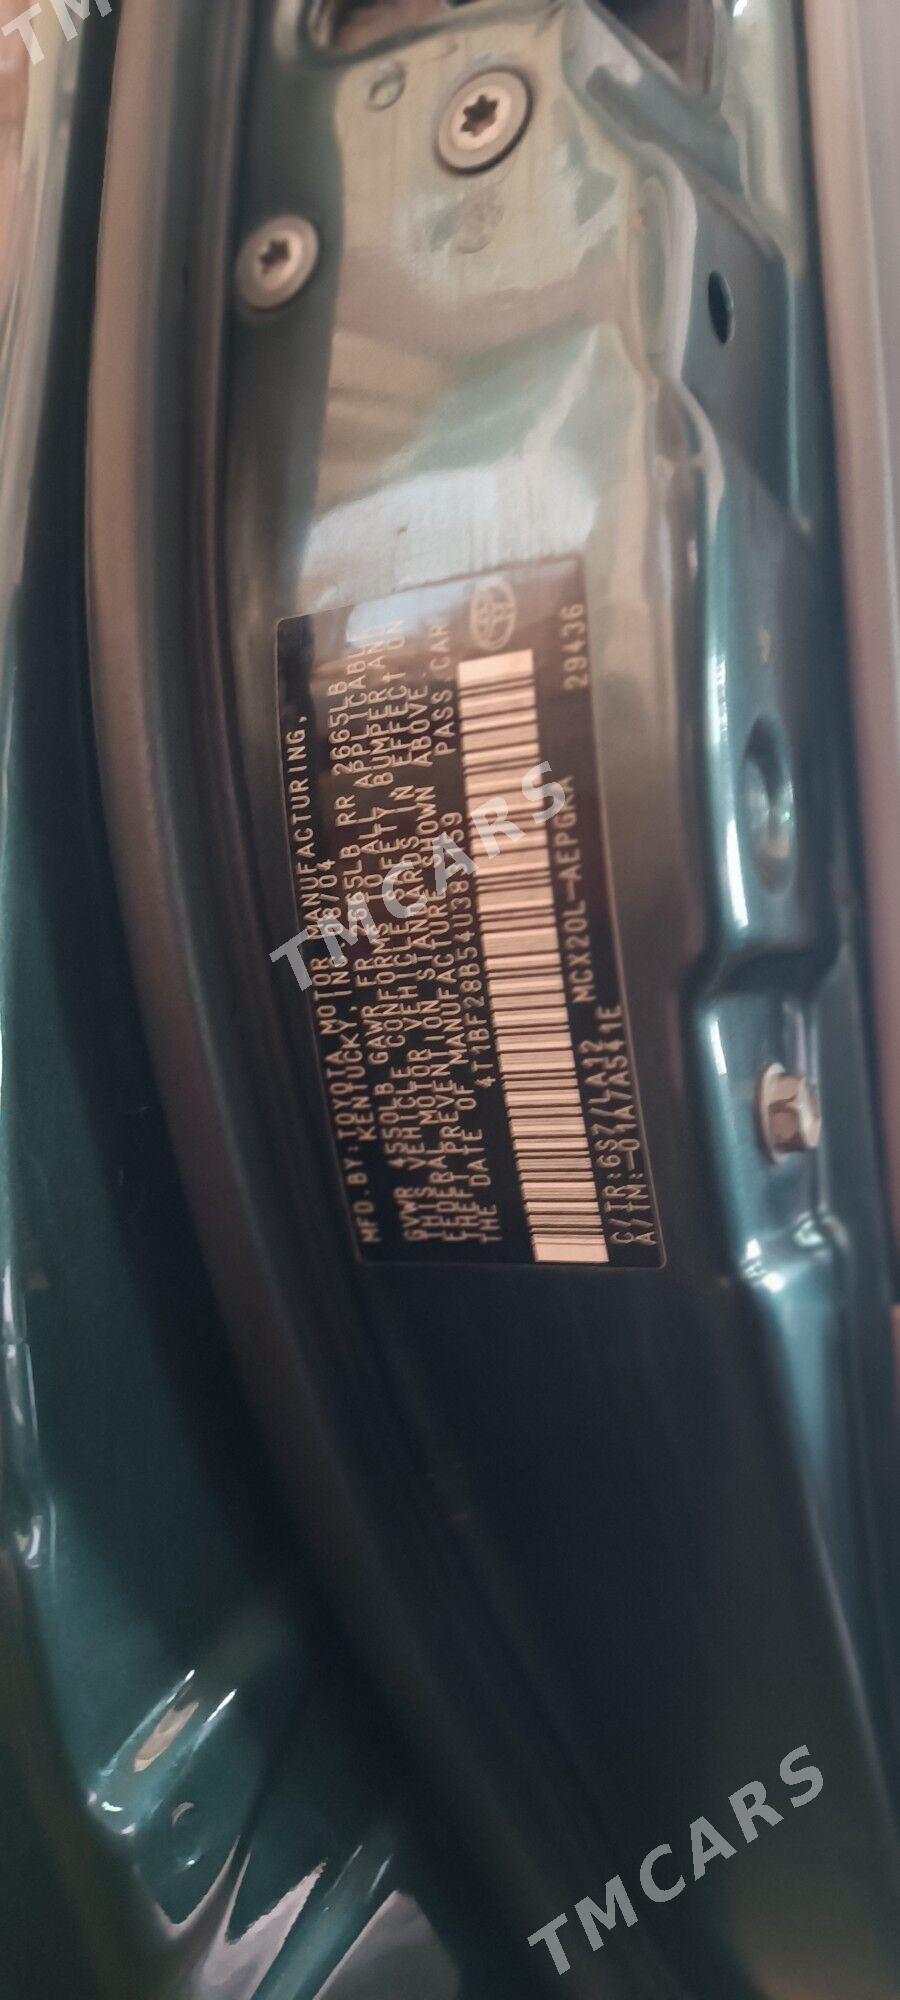 MFD.BY:TOYOTA MOTOR MANUFACTURING,
KENTUCKY, INC. 08/04
GVWR 4550LB GAWR FR 2665LB RR 2665LB
THIS VEHICLE CONFORMS TO ALL APPLICABLE
FEDERAL MOTOR VEHICLE SAFETY, BUMPER AND
THEFT PREVENTION STANDARDS IN EFFECT ON
THE DATE OF MANUFACTURE SHOWN ABOVE.
PASS.CAR
C/TR:6S7/LA12 MCX20L-AEPGKA 29436
A/TM:-01A/A541E
TMCARS
TMCARS